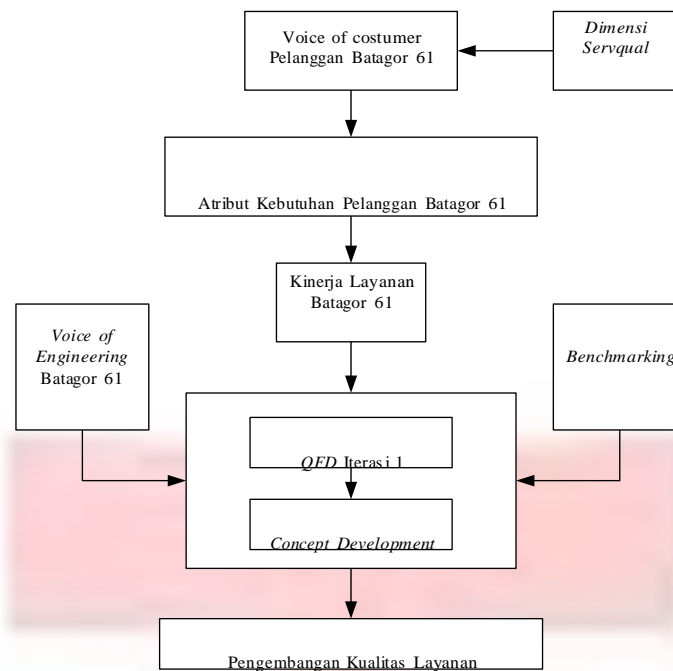 Voice of costumer
Pelanggan Batagor 61
Dimensi
Servqual
Atribut Kebutuhan Pelanggan Batagor 61
Kinerja Layanan
Batagor 61
Voice of
Engineering
Batagor 61
Benchmarking
QFD Iterasi 1
Concept Development
Pengembangan Kualitas Layanan